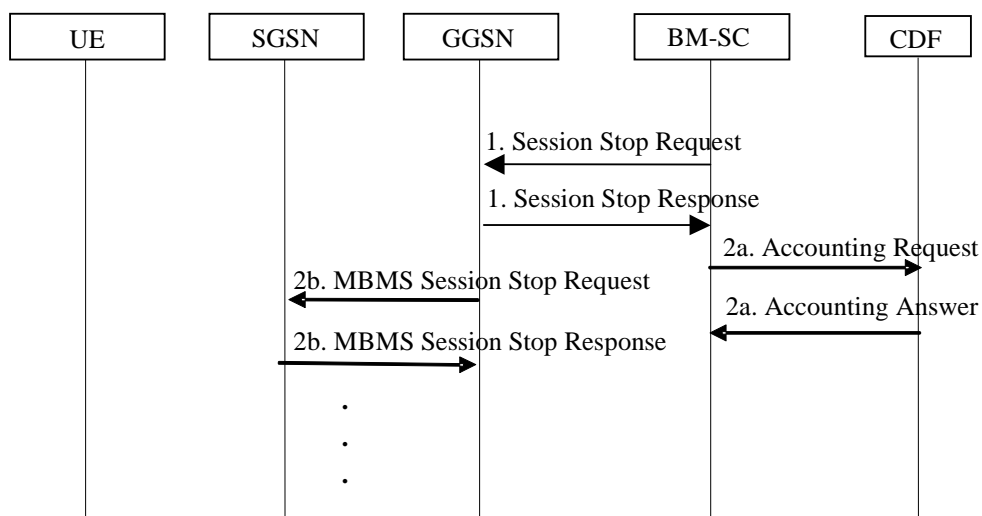 UE
SGSN
GGSN
BM-SC
CDF
1. Session Stop Request
1. Session Stop Response
2a. Accounting Request
2b. MBMS Session Stop Request
2a. Accounting Answer
2b. MBMS Session Stop Response
.
.
.